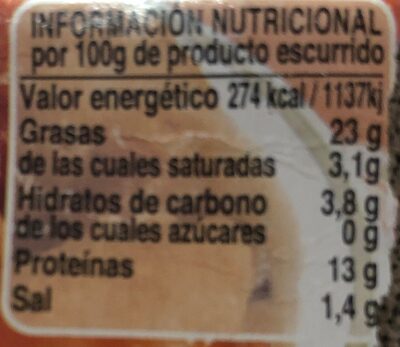 INFORMACIÓN NUTRICIONAL
por 100g de producto escurrido
Valor energético 274 kcal / 1137kj
Grasas 23 g
de las cuales saturadas 3,1g
Hidratos de carbono 3,8 g
de los cuales azúcares 0 g
Proteínas 13 g
Sal 1,4 g